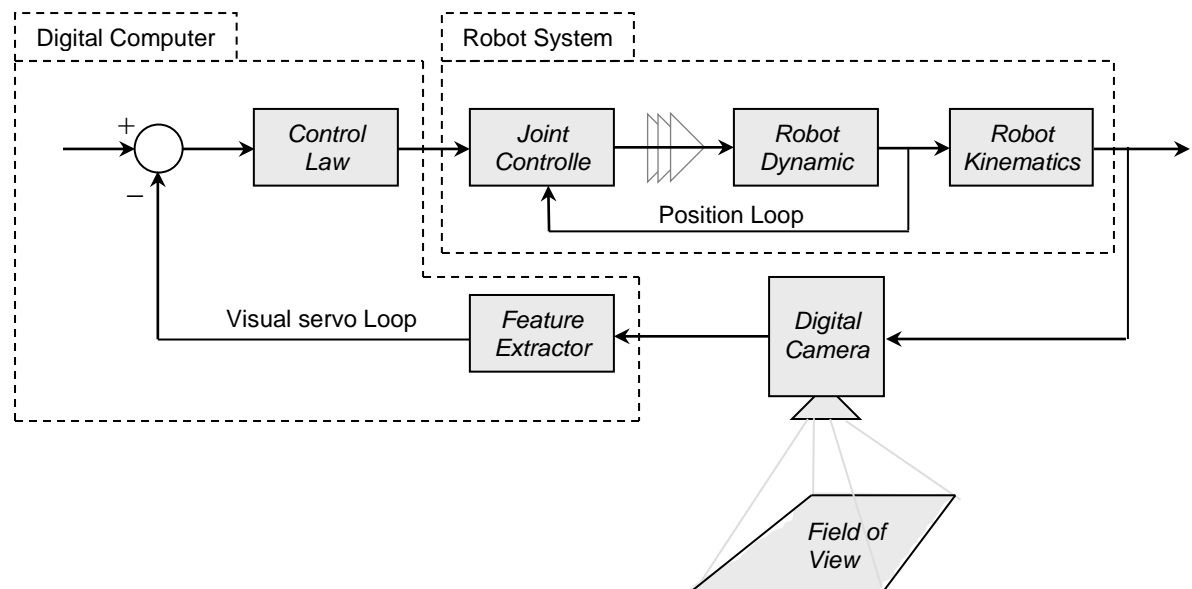 Digital Computer
Robot System
+
−
Control
Law
Joint
Controlle
Robot
Dynamic
Robot
Kinematics
Position Loop
Visual servo Loop
Feature
Extractor
Digital
Camera
Field of
View